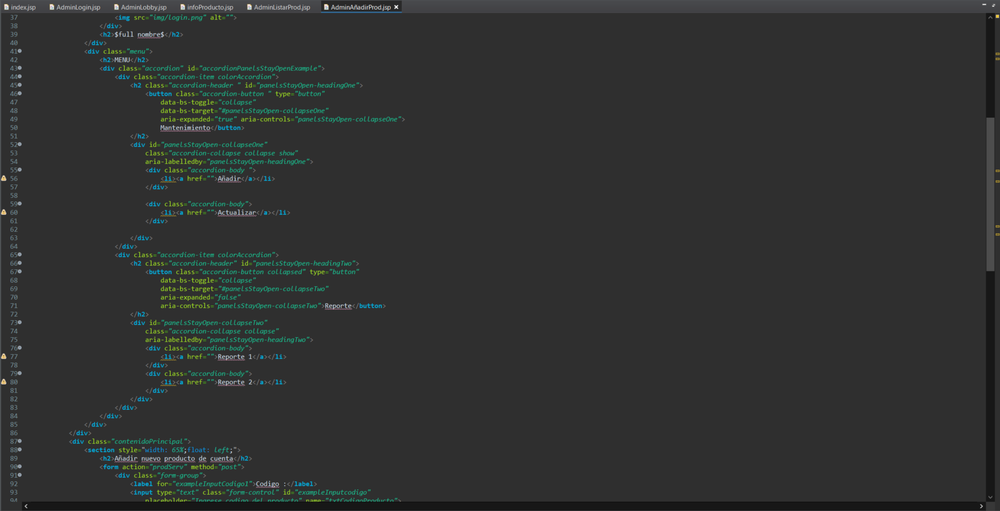 index.jsp AdminLogin.jsp AdminLobby.jsp infoProducto.jsp AdminListarProd.jsp AdminAñadirProd.jsp
37 <img src="img/login.png" alt="">
38 </div>
39 <h2>$full nombre$</h2>
40 </div>
41 <div class="menu">
42 <h2>MENU</h2>
43 <div class="accordion" id="accordionPanelsStayOpenExample">
44 <div class="accordion-item colorAccordion">
45 <h2 class="accordion-header " id="panelsStayOpen-headingOne">
46 <button class="accordion-button " type="button"
47 data-bs-toggle="collapse"
48 data-bs-target="#panelsStayOpen-collapseOne"
49 aria-expanded="true" aria-controls="panelsStayOpen-collapseOne">
50 Mantenimiento</button>
51 </h2>
52 <div id="panelsStayOpen-collapseOne"
53 class="accordion-collapse collapse show"
54 aria-labelledby="panelsStayOpen-headingOne">
55 <div class="accordion-body ">
56 <li><a href="">Añadir</a></li>
57 </div>
58
59 <div class="accordion-body">
60 <li><a href="">Actualizar</a></li>
61 </div>
62
63 </div>
64 </div>
65 <div class="accordion-item colorAccordion">
66 <h2 class="accordion-header" id="panelsStayOpen-headingTwo">
67 <button class="accordion-button collapsed" type="button"
68 data-bs-toggle="collapse"
69 data-bs-target="#panelsStayOpen-collapseTwo"
70 aria-expanded="false"
71 aria-controls="panelsStayOpen-collapseTwo">Reporte</button>
72 </h2>
73 <div id="panelsStayOpen-collapseTwo"
74 class="accordion-collapse collapse"
75 aria-labelledby="panelsStayOpen-headingTwo">
76 <div class="accordion-body">
77 <li><a href="">Reporte 1</a></li>
78 </div>
79 <div class="accordion-body">
80 <li><a href="">Reporte 2</a></li>
81 </div>
82 </div>
83 </div>
84 </div>
85 </div>
86 </div>
87 <div class="contenidoPrincipal">
88 <section style="width: 65%;float: left;">
89 <h2>Añadir nuevo producto de cuenta</h2>
90 <form action="prodServ" method="post">
91 <div class="form-group">
92 <label for="exampleInputCodigo1">Codigo :</label>
93 <input type="text" class="form-control" id="exampleInputcodigo"
94 placeholder="Ingrese codigo del producto" name="txtCodigoProducto">